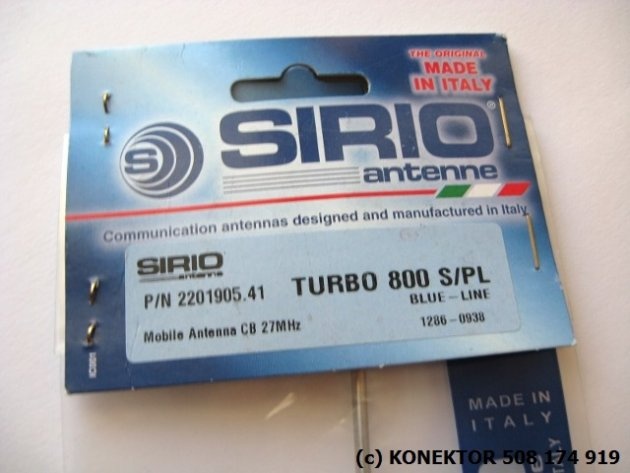 THE ORIGINAL
MADE
IN ITALY
S
SIRIO®
antenne
Communication antennas designed and manufactured in Italy
SIRIO
antenne
P/N 2201905.41
TURBO 800 S/PL
BLUE-LINE
Mobile Antenna CB 27MHz
1286-0938
MADE IN
ITALY
(c) KONEKTOR 508 174 919